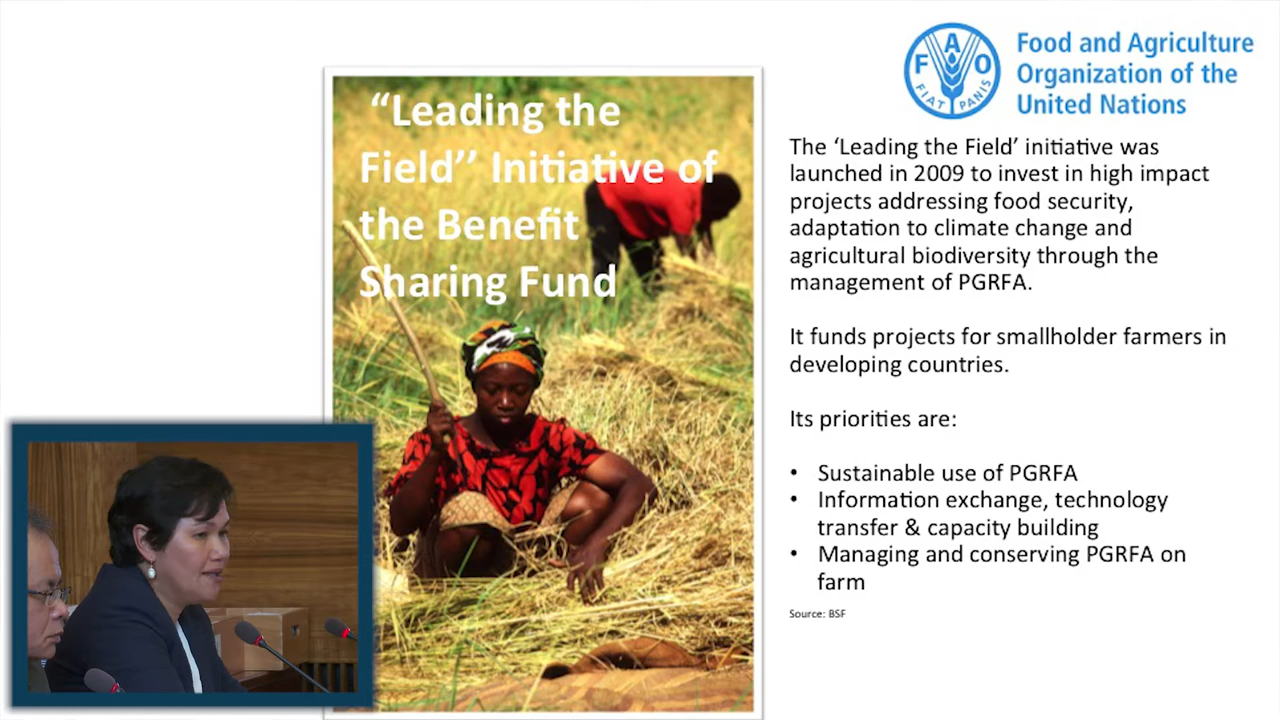 “Leading the
Field’’ Initiative of
the Benefit
Sharing Fund
F A O
FIAT PANIS
Food and Agriculture
Organization of the
United Nations
The ‘Leading the Field’ initiative was
launched in 2009 to invest in high impact
projects addressing food security,
adaptation to climate change and
agricultural biodiversity through the
management of PGRFA.
It funds projects for smallholder farmers in
developing countries.
Its priorities are:
• Sustainable use of PGRFA
• Information exchange, technology
transfer & capacity building
• Managing and conserving PGRFA on
farm
Source: BSF